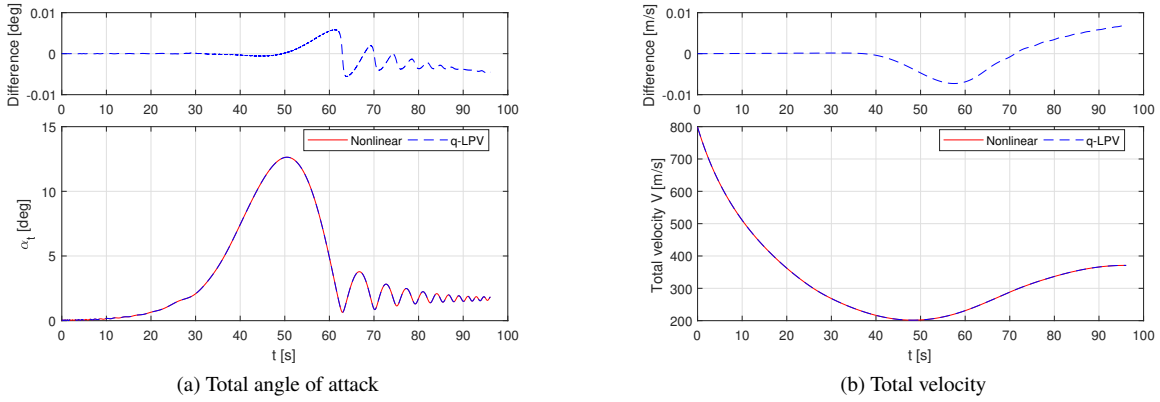 Difference [deg]
0.01
0
-0.01
0 10 20 30 40 50 60 70 80 90 100
α_t [deg]
15
10
5
0
Nonlinear q-LPV
0 10 20 30 40 50 60 70 80 90 100
t [s]
(a) Total angle of attack
Difference [m/s]
0.01
0
-0.01
0 10 20 30 40 50 60 70 80 90 100
Total velocity V [m/s]
800
700
600
500
400
300
200
Nonlinear q-LPV
0 10 20 30 40 50 60 70 80 90 100
t [s]
(b) Total velocity